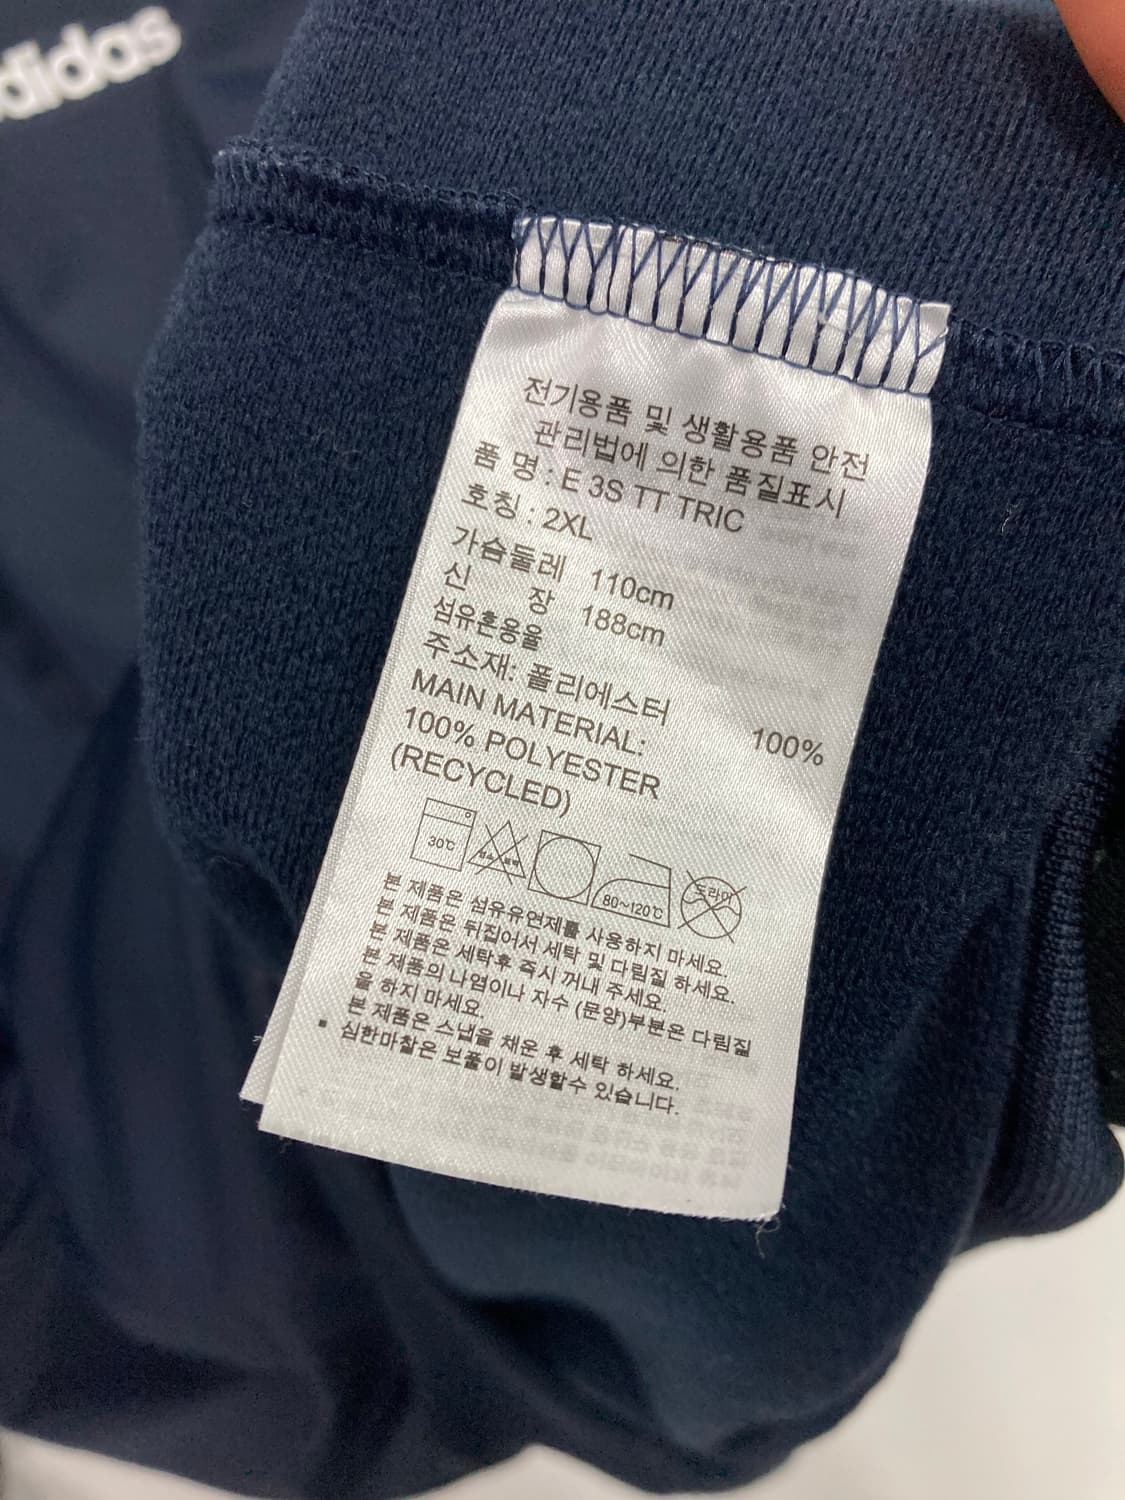 adidas
전기용품 및 생활용품 안전
관리법에 의한 품질표시
품 명 : E 3S TT TRIC
호칭 : 2XL
가슴둘레 110cm
신 장 188cm
섬유혼용율
주소재: 폴리에스터 100%
MAIN MATERIAL:
100% POLYESTER
(RECYCLED)
30℃
80~120℃
드라이
본 제품은 섬유유연제를 사용하지 마세요.
본 제품은 뒤집어서 세탁 및 다림질 하세요.
본 제품은 세탁후 즉시 꺼내 주세요.
본 제품의 나염이나 자수 (문양)부분은 다림질
을 하지 마세요.
본 제품은 스냅을 채운 후 세탁 하세요.
심한마찰은 보풀이 발생할수 있습니다.